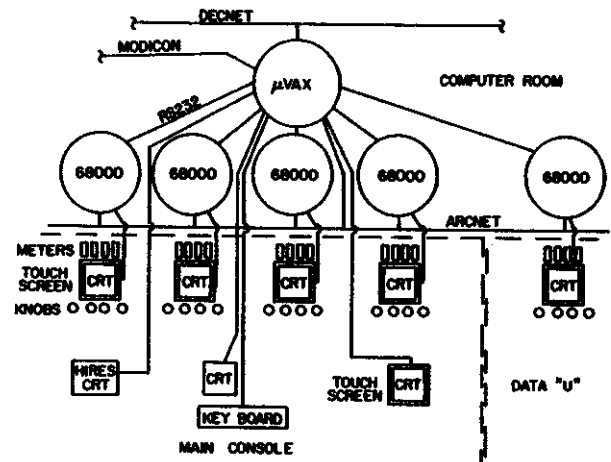 DECNET
MODICON
μVAX
COMPUTER ROOM
RS232
68000 68000 68000 68000 68000
ARCNET
METERS
TOUCH SCREEN
CRT CRT CRT CRT CRT
KNOBS
HIRES CRT
CRT
TOUCH SCREEN
CRT
DATA "U"
KEY BOARD
MAIN CONSOLE